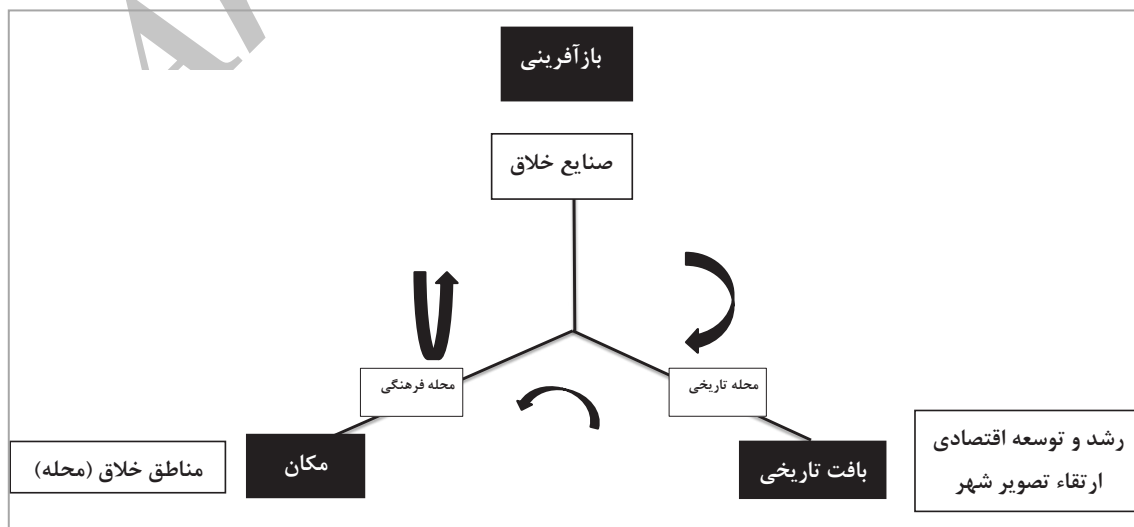 بازآفرینی
صنایع خلاق
محله تاریخی
محله فرهنگی
رشد و توسعه اقتصادی
ارتقاء تصویر شهر
بافت تاریخی
مکان
مناطق خلاق (محله)